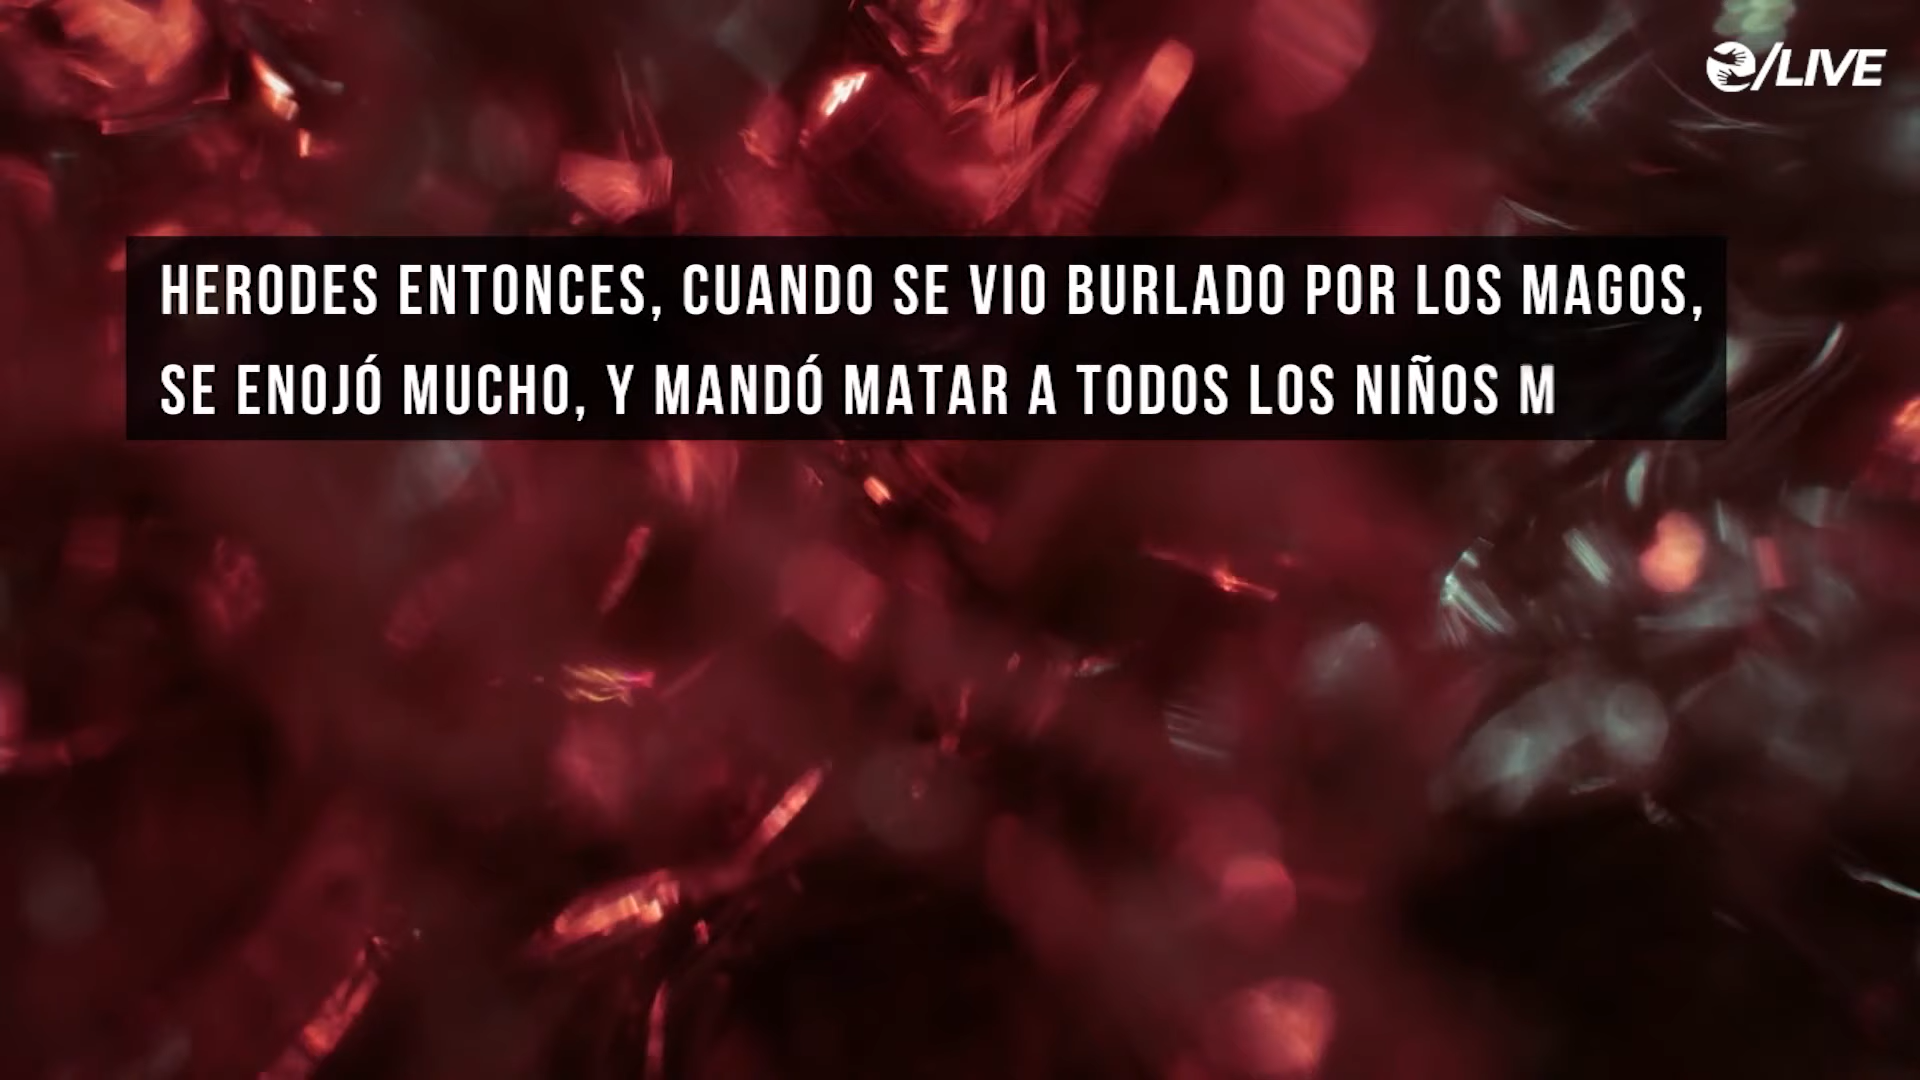 /LIVE
HERODES ENTONCES, CUANDO SE VIO BURLADO POR LOS MAGOS,
SE ENOJÓ MUCHO, Y MANDÓ MATAR A TODOS LOS NIÑOS M